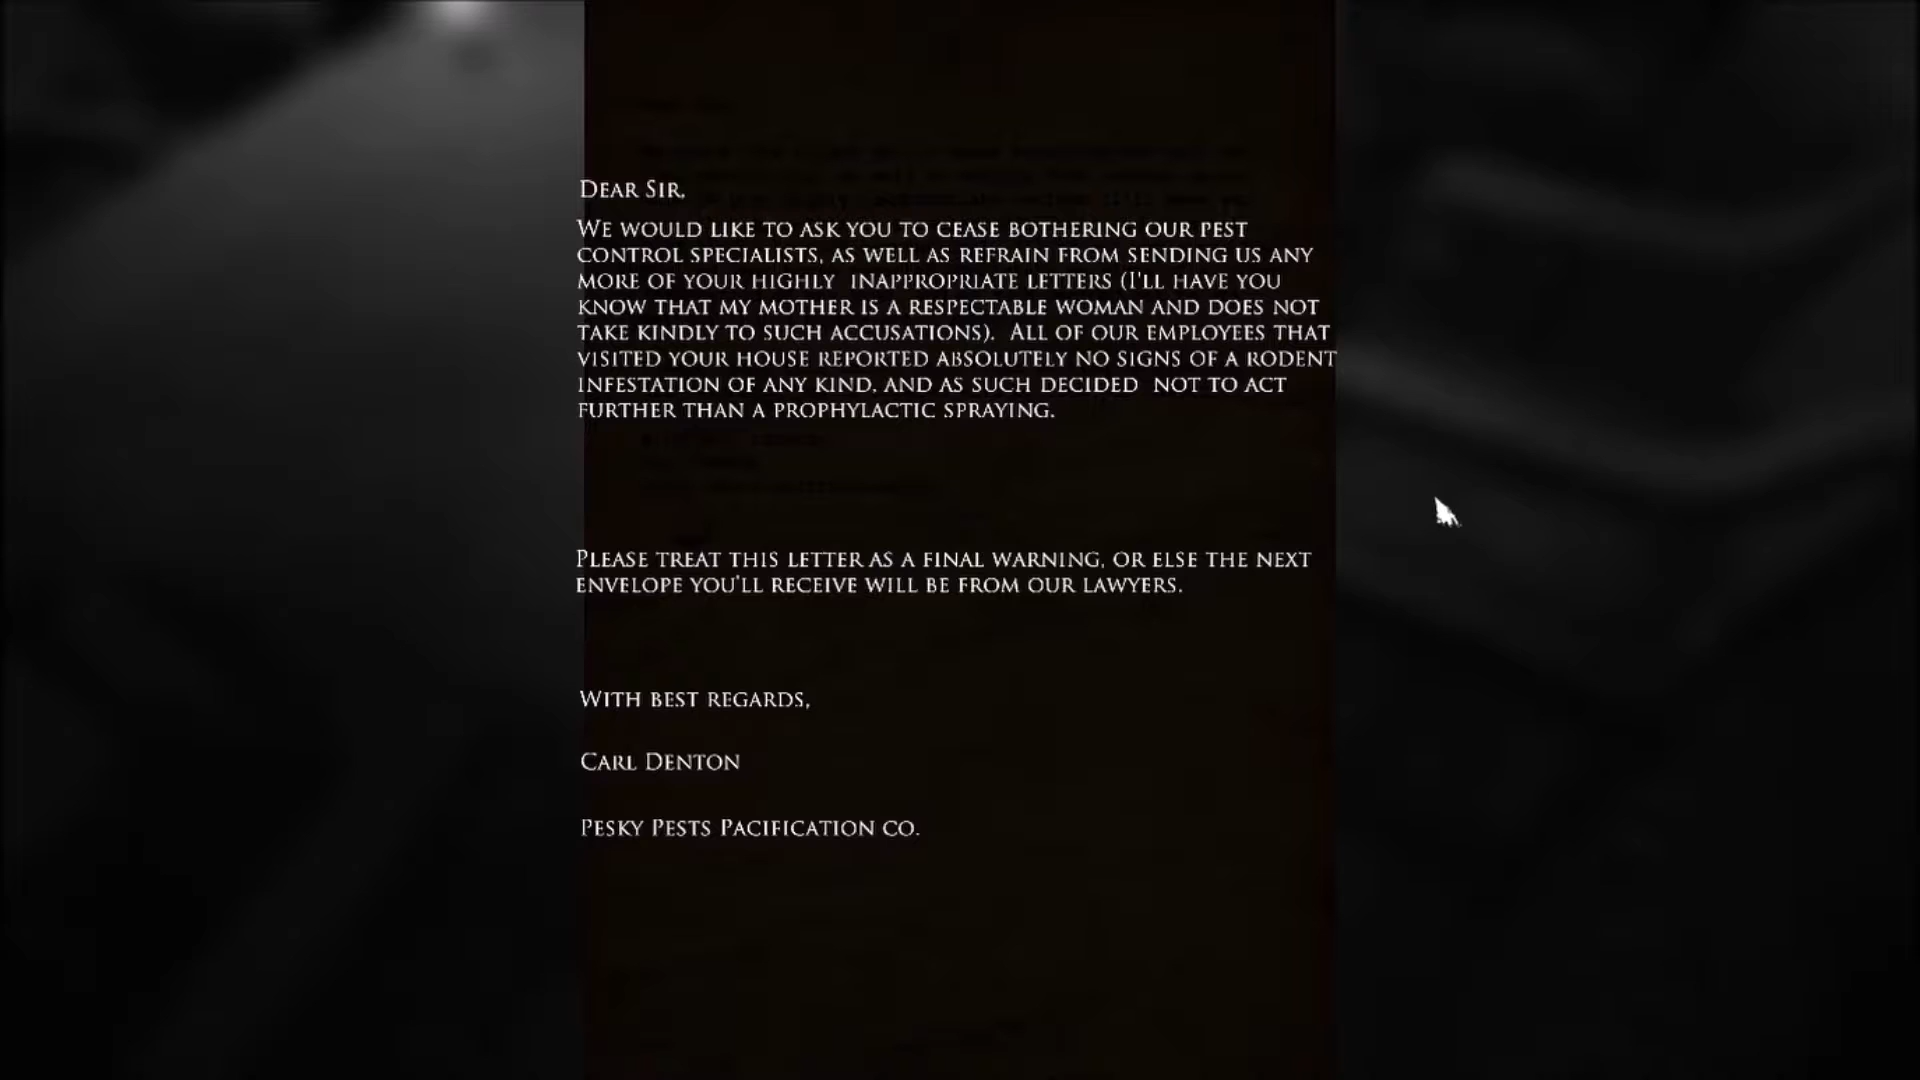 Dear Sir,
We would like to ask you to cease bothering our pest
control specialists, as well as refrain from sending us any
more of your highly  inappropriate letters (I'll have you
know that my mother is a respectable woman and does not
take kindly to such accusations).  All of our employees that
visited your house reported absolutely no signs of a rodent
infestation of any kind, and as such decided  not to act
further than a prophylactic spraying.
Please treat this letter as a final warning, or else the next
envelope you'll receive will be from our lawyers.
With best regards,
Carl Denton
Pesky Pests Pacification co.